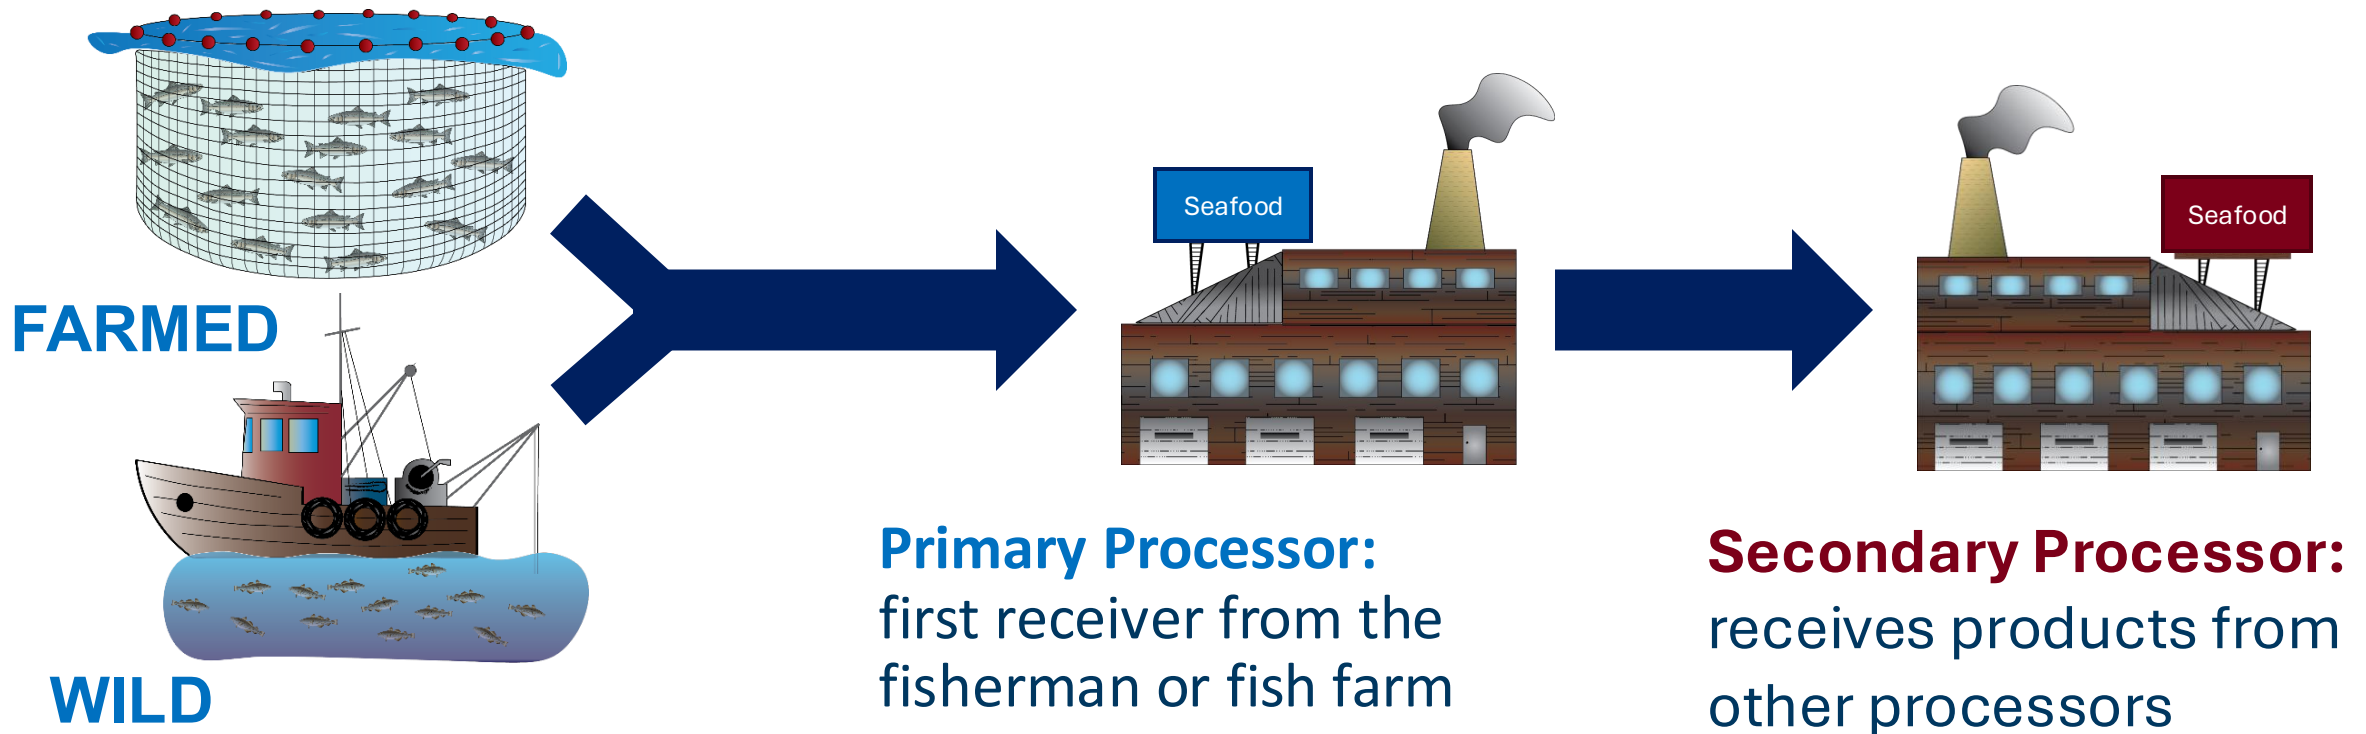 FARMED
WILD
Seafood
Primary Processor:
first receiver from the
fisherman or fish farm
Seafood
Secondary Processor:
receives products from
other processors